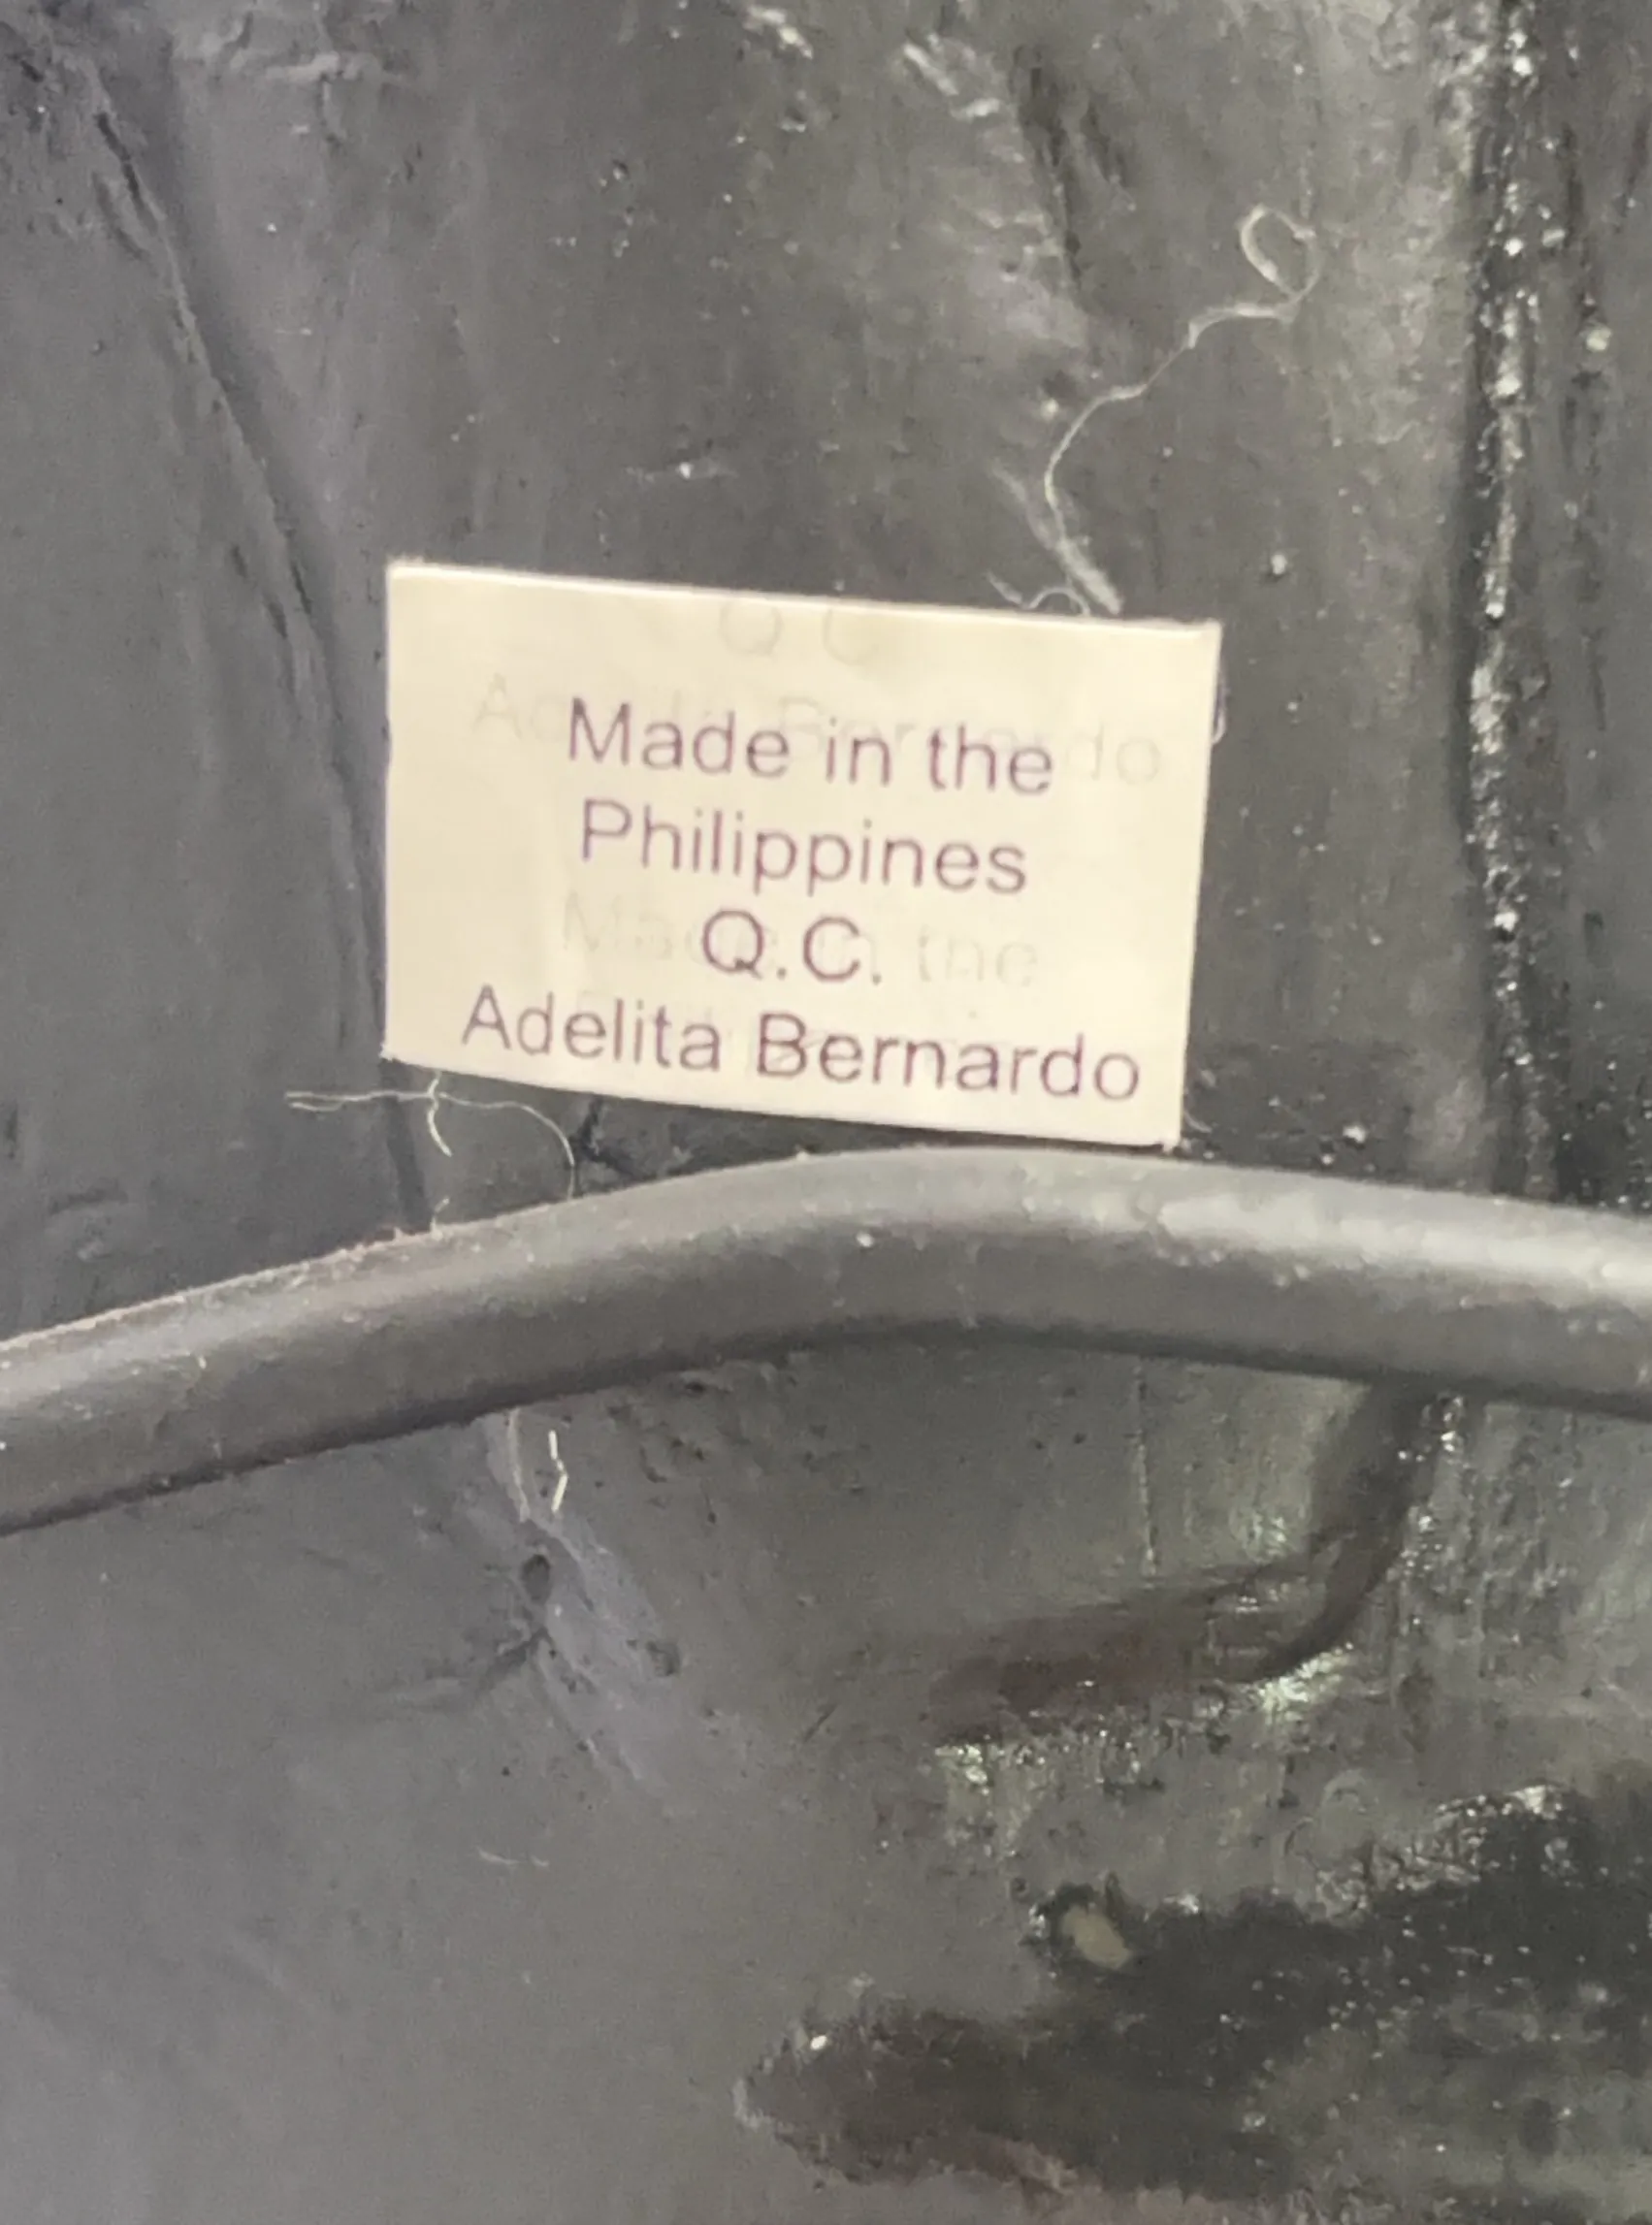 Made in the
Philippines
Q.C.
Adelita Bernardo